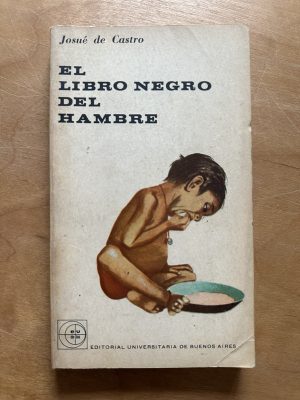 Josué de Castro
EL
LIBRO NEGRO
DEL
HAMBRE
EDITORIAL UNIVERSITARIA DE BUENOS AIRES